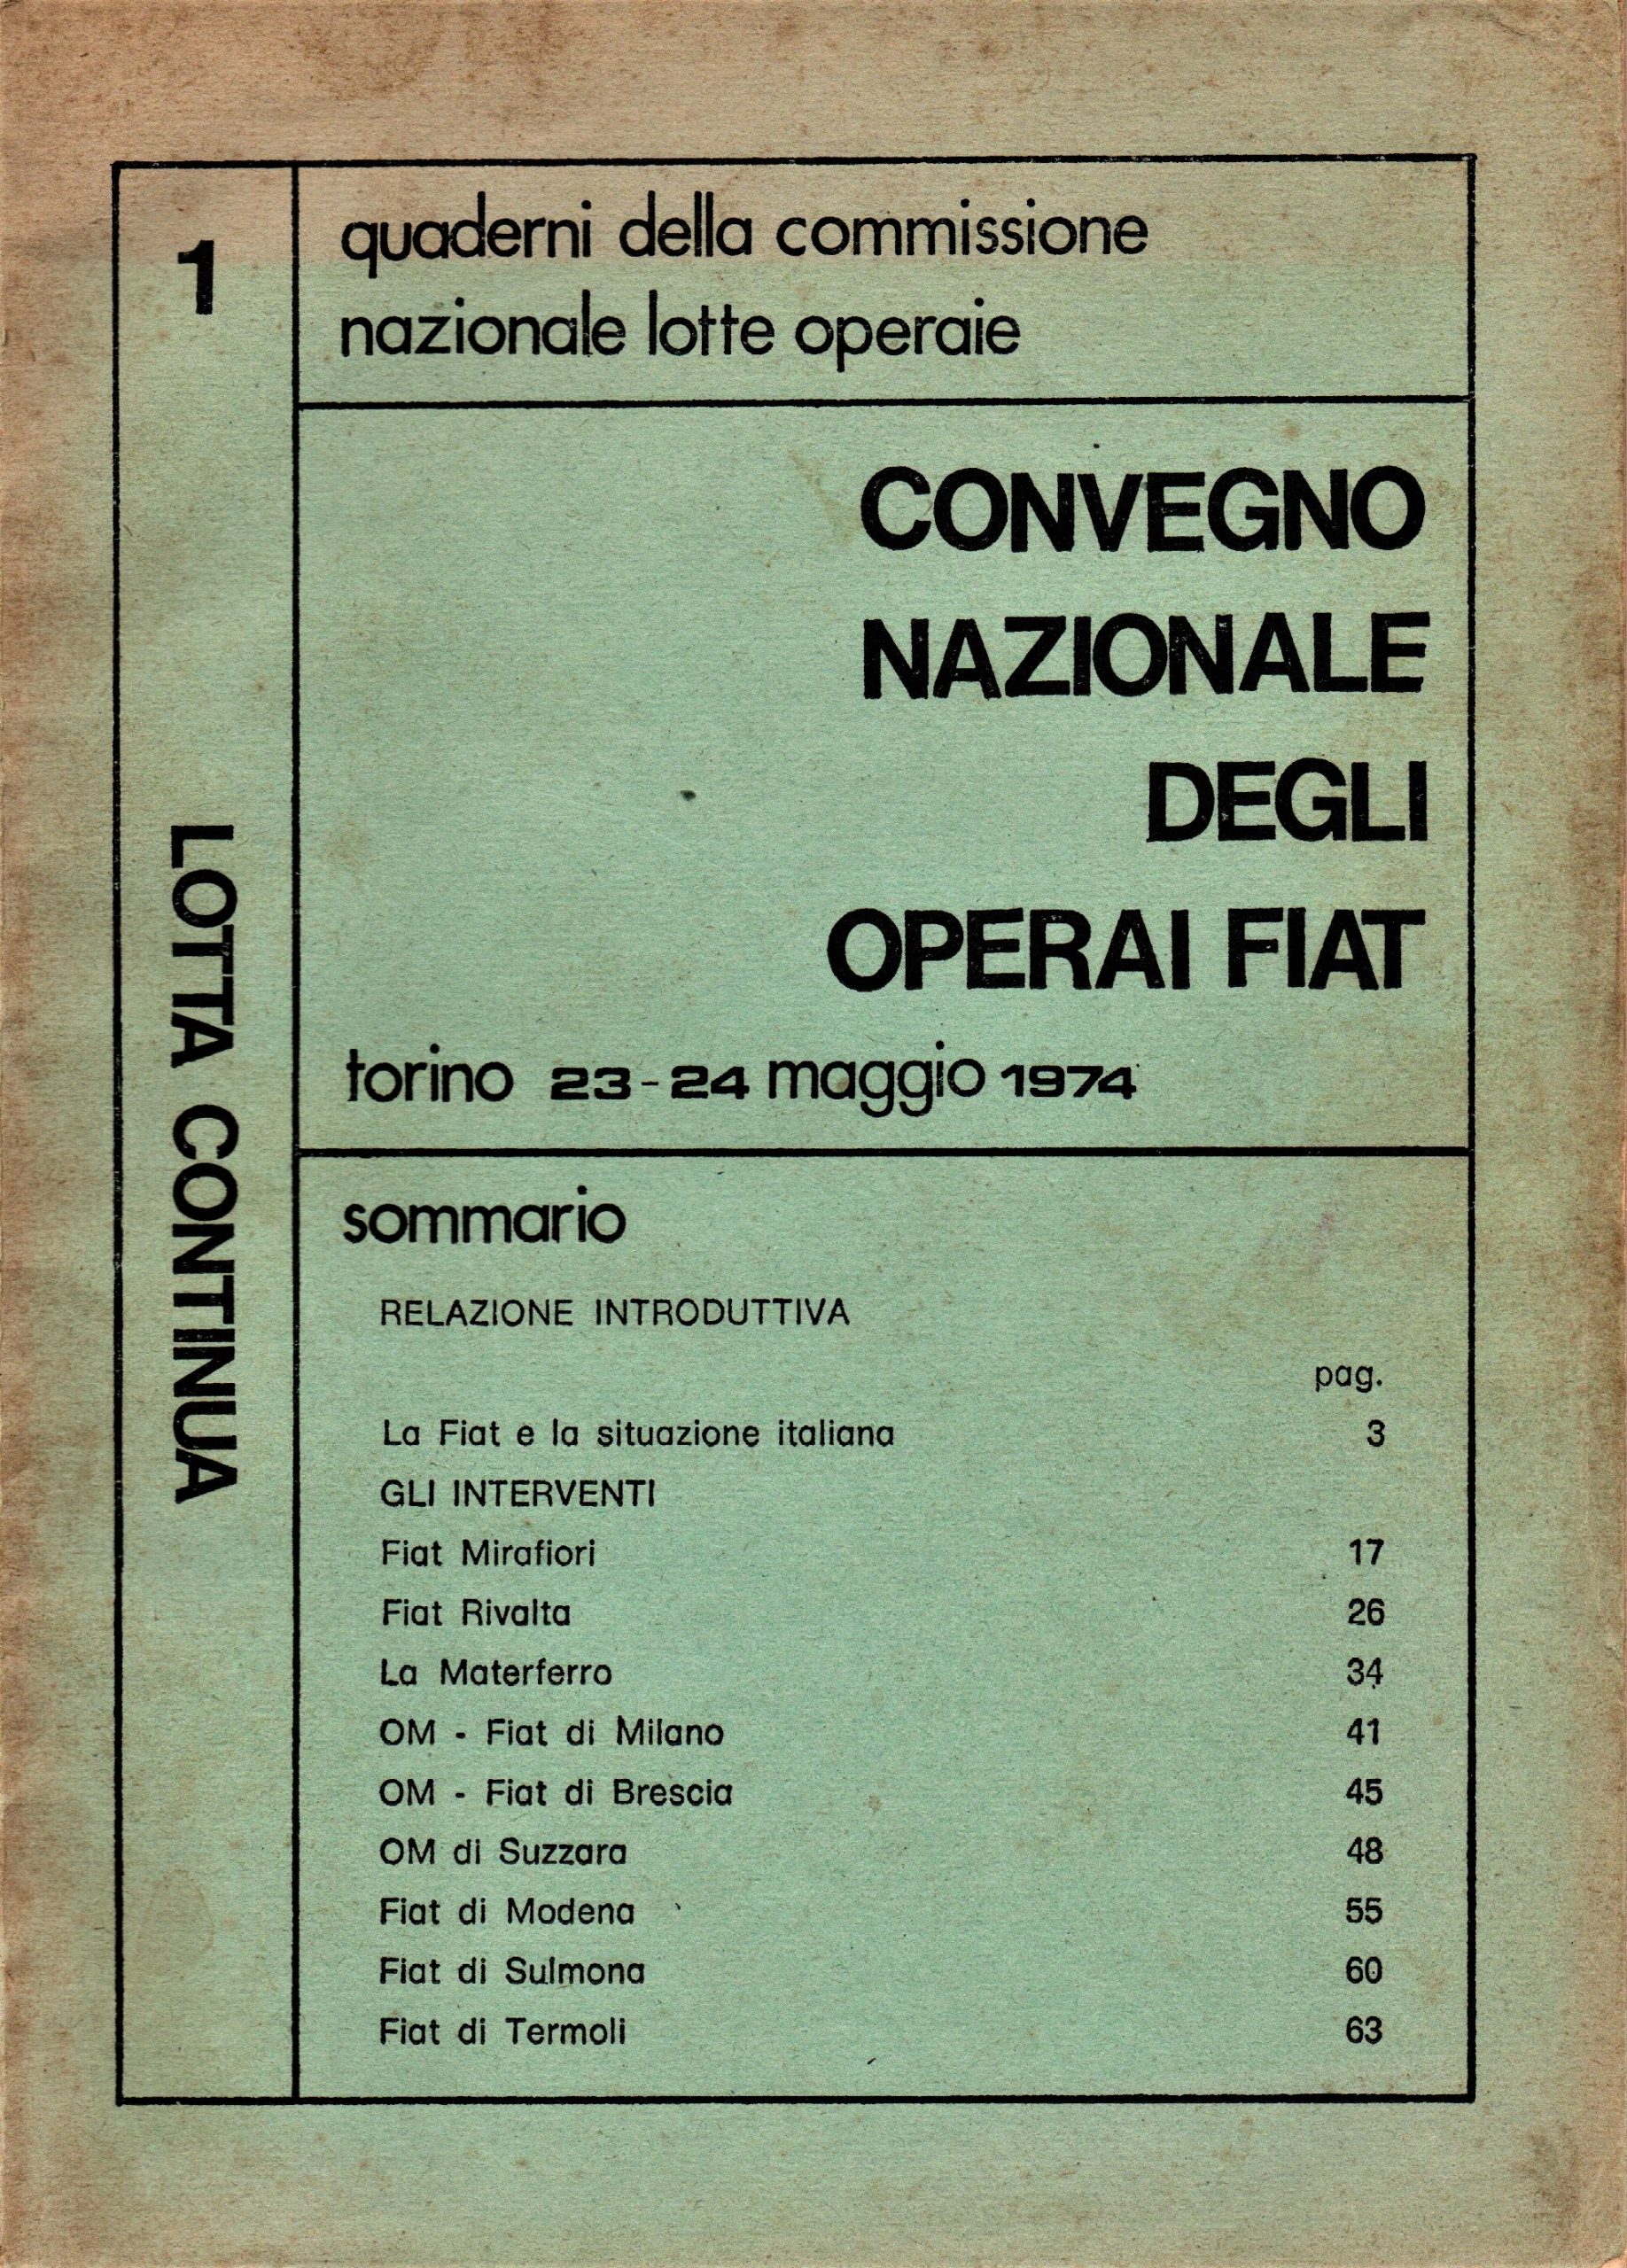 1
quaderni della commissione
nazionale lotte operaie
LOTTA CONTINUA
CONVEGNO
NAZIONALE
DEGLI
OPERAI FIAT
torino 23-24 maggio 1974
sommario
RELAZIONE INTRODUTTIVA
pag.
La Fiat e la situazione italiana 3
GLI INTERVENTI
Fiat Mirafiori 17
Fiat Rivalta 26
La Materferro 34
OM - Fiat di Milano 41
OM - Fiat di Brescia 45
OM di Suzzara 48
Fiat di Modena 55
Fiat di Sulmona 60
Fiat di Termoli 63